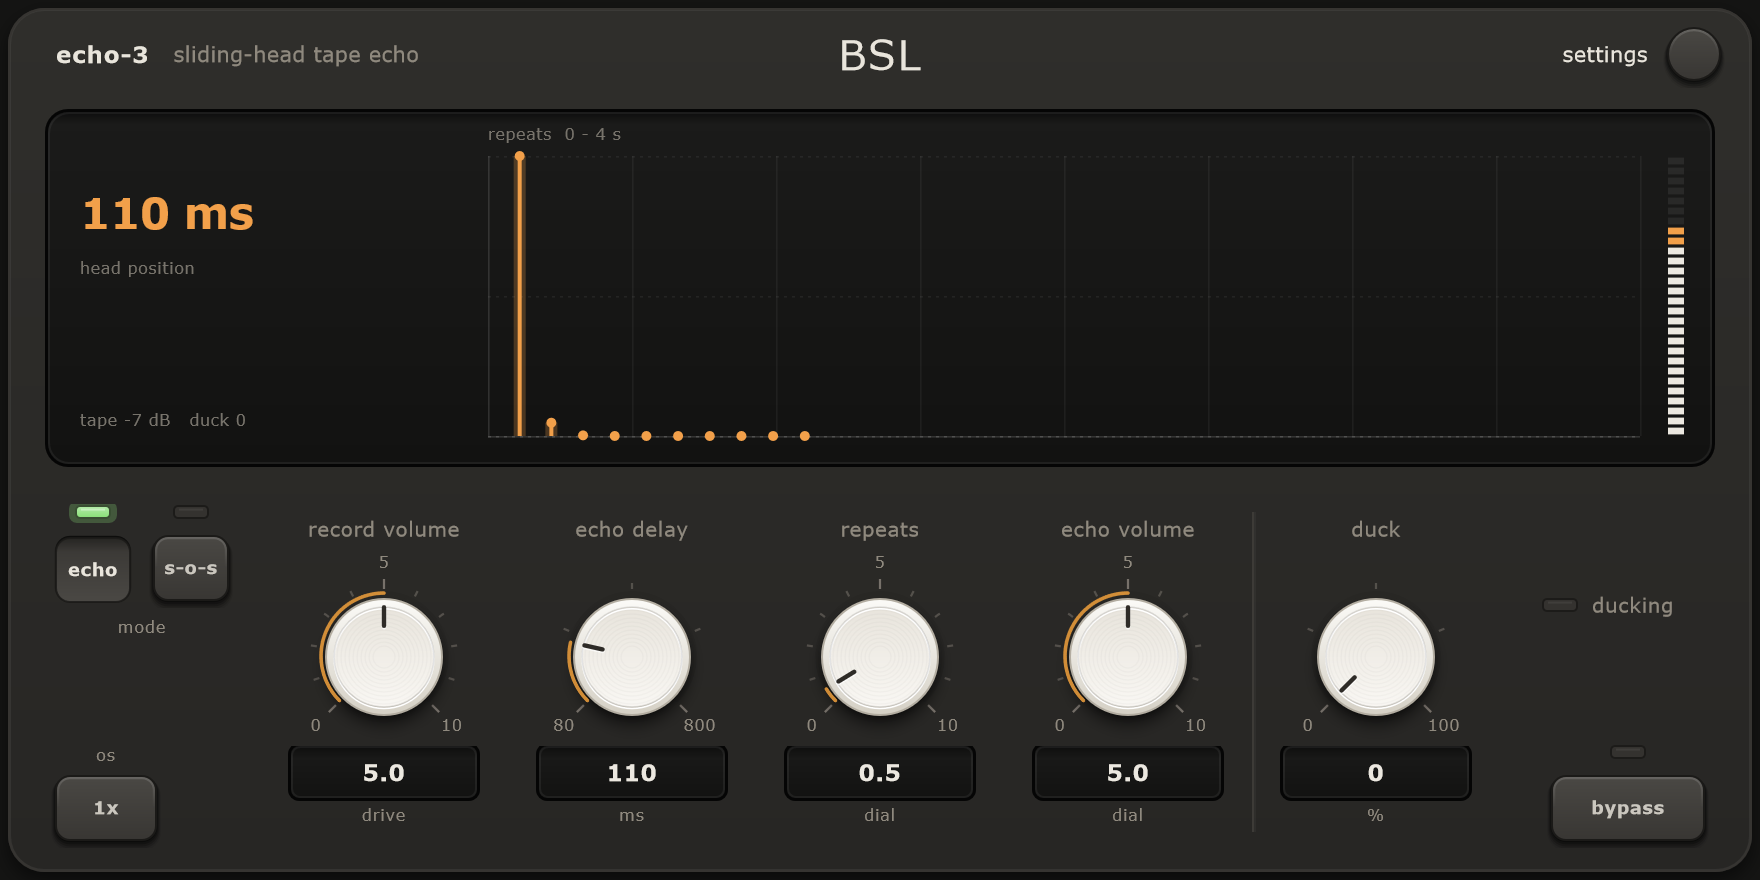 echo-3 sliding-head tape echo BSL settings
repeats 0 - 4 s
110 ms
head position
tape -7 dB duck 0
echo s-o-s
mode
record volume echo delay repeats echo volume duck
5 5 5
ducking
0 10 80 800 0 10 0 10 0 100
os
1x
5.0 110 0.5 5.0 0
drive ms dial dial %
bypass